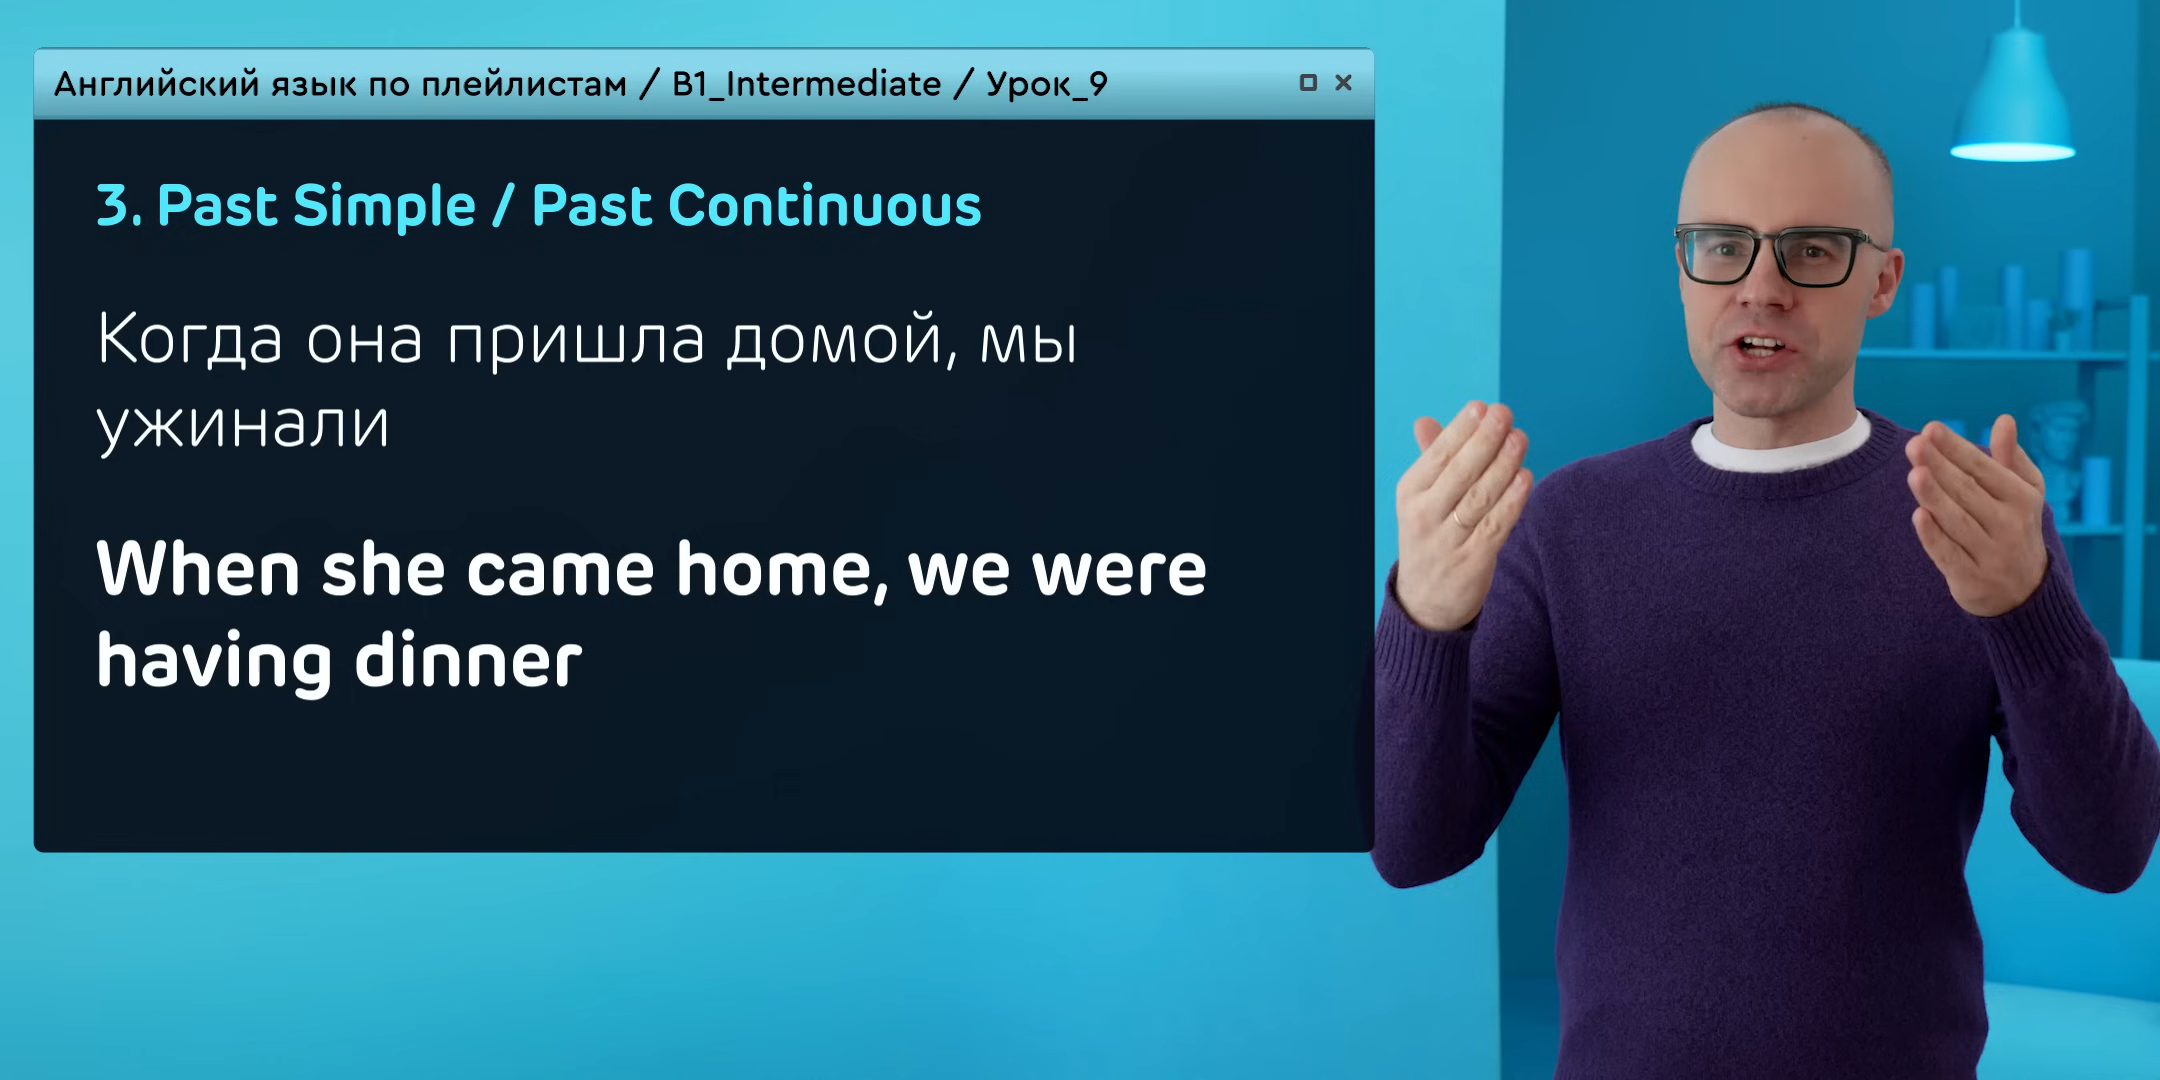 Английский язык по плейлистам / B1_Intermediate / Урок_9
3. Past Simple / Past Continuous
Когда она пришла домой, мы
ужинали
When she came home, we were
having dinner